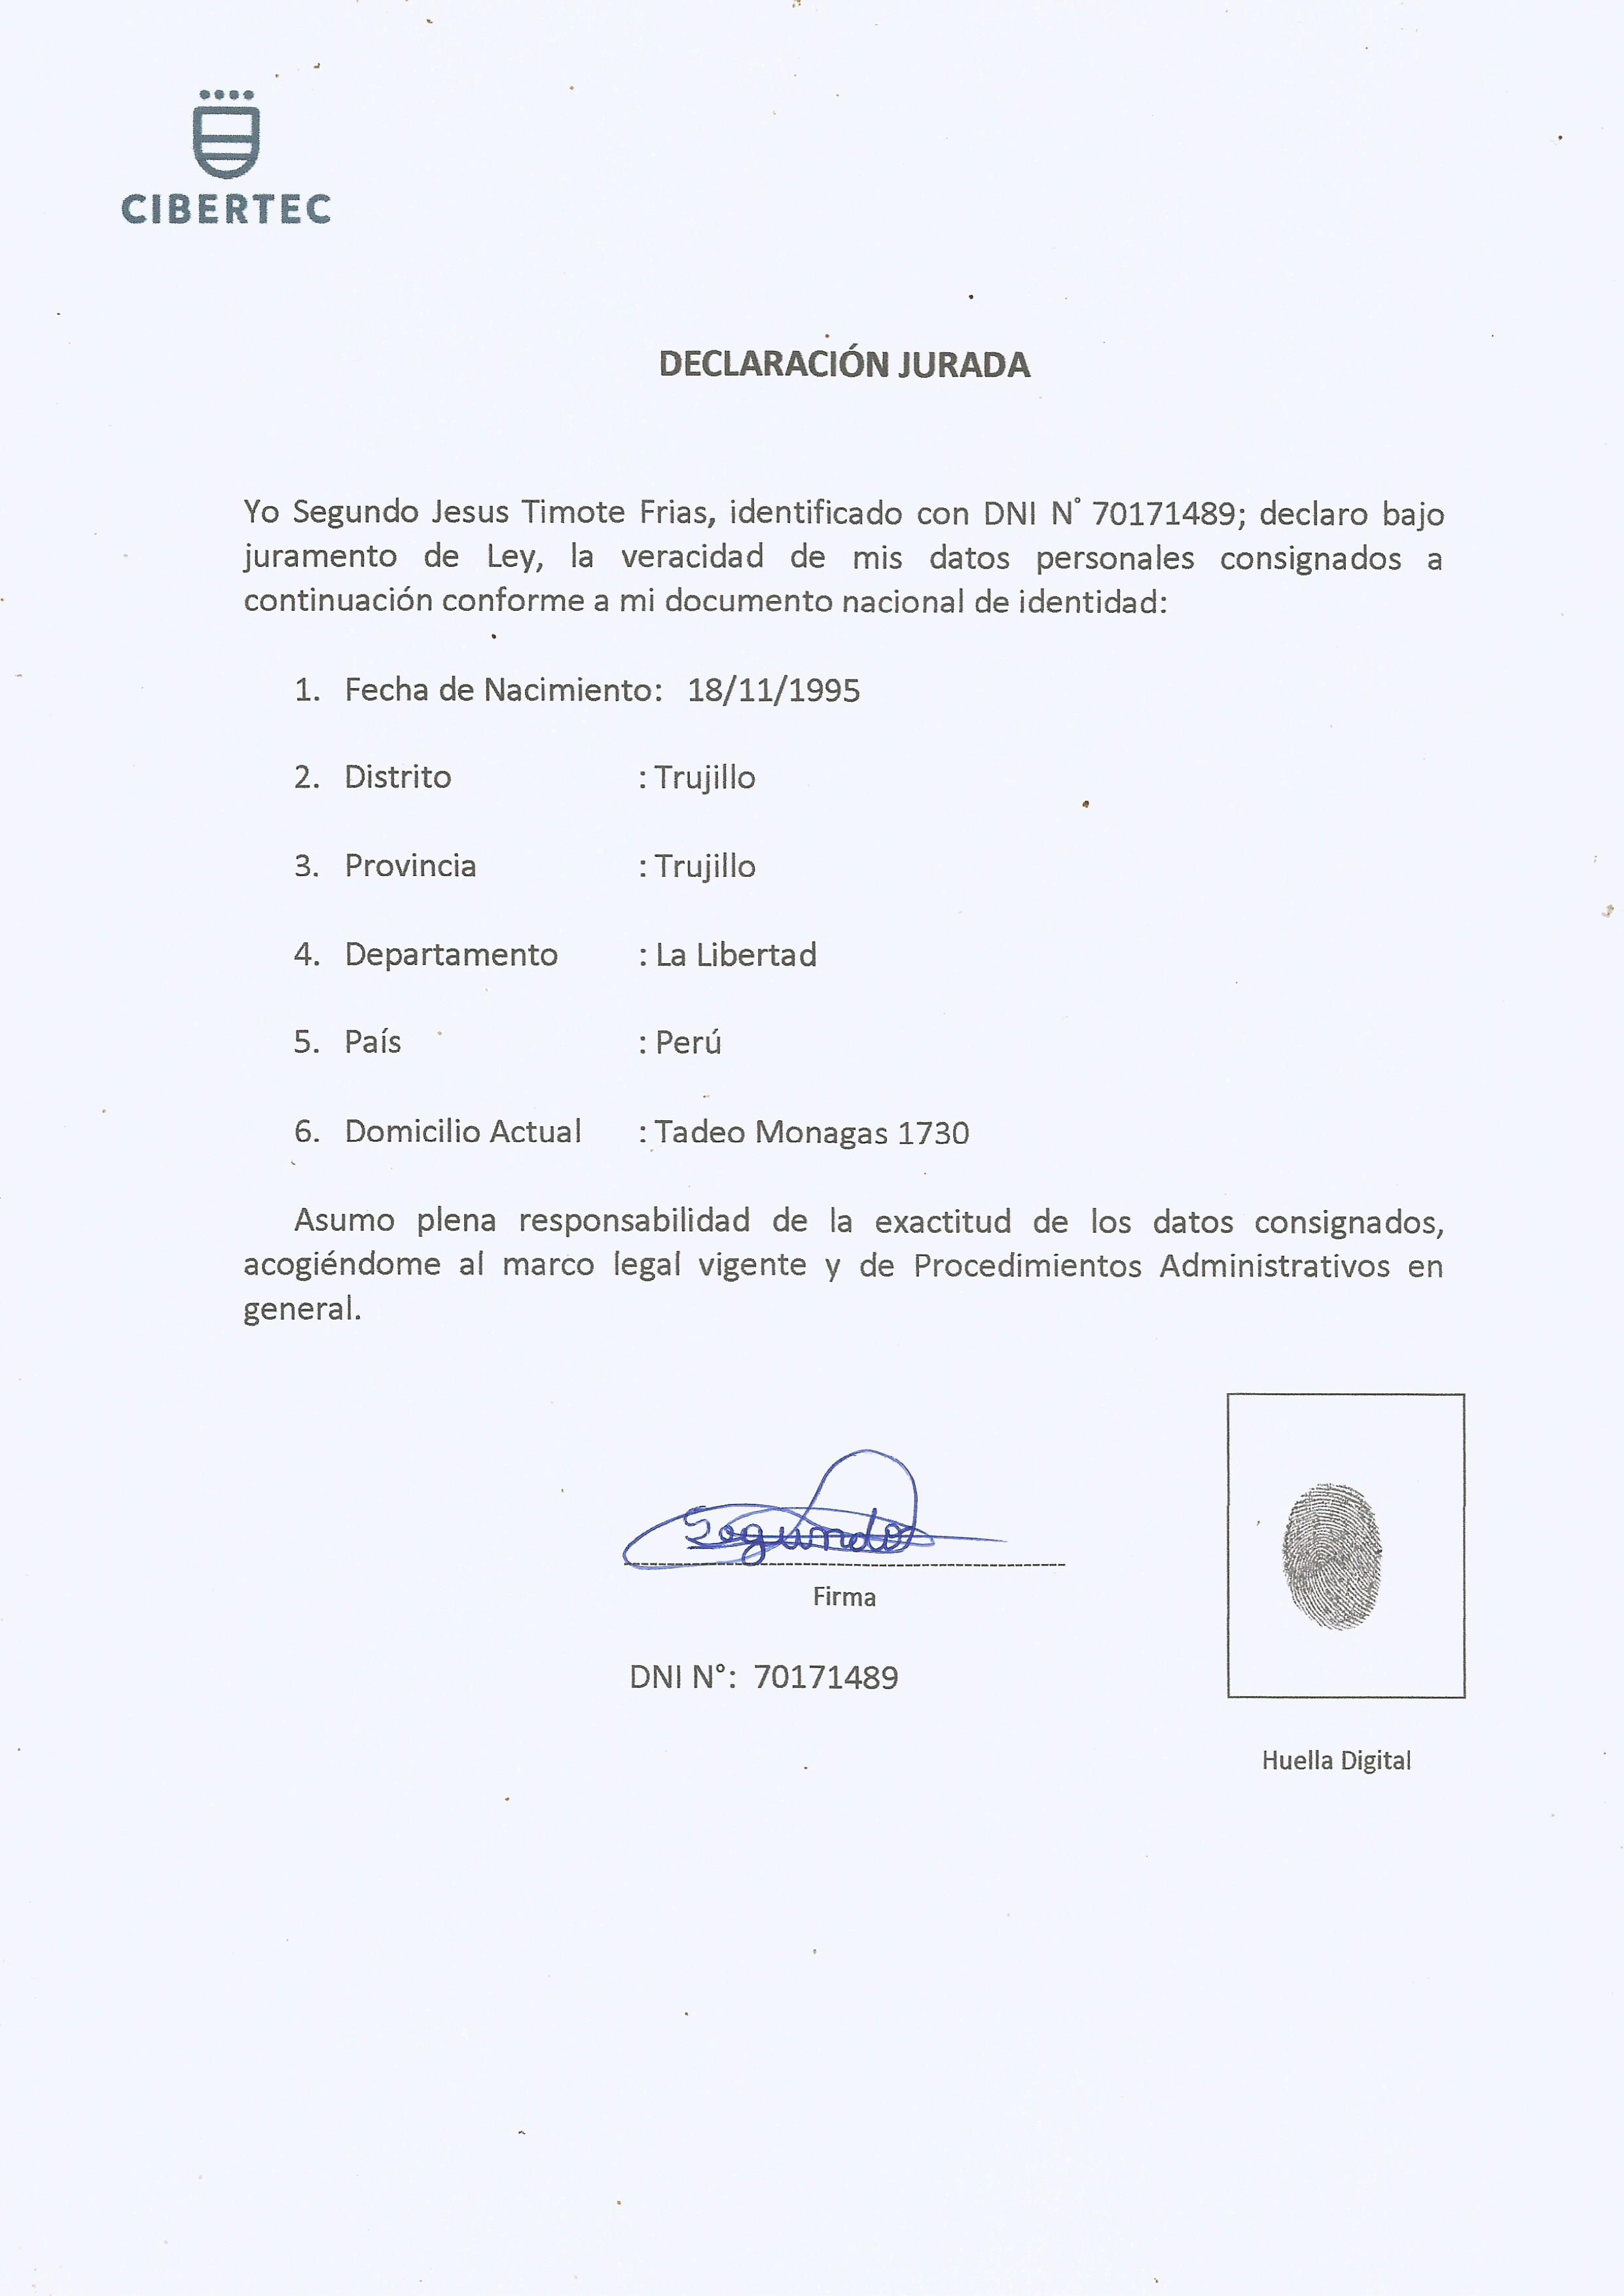 CIBERTEC
DECLARACIÓN JURADA
Yo Segundo Jesus Timote Frias, identificado con DNI N° 70171489; declaro bajo
juramento de Ley, la veracidad de mis datos personales consignados a
continuación conforme a mi documento nacional de identidad:
1. Fecha de Nacimiento: 18/11/1995
2. Distrito : Trujillo
3. Provincia : Trujillo
4. Departamento : La Libertad
5. País : Perú
6. Domicilio Actual : Tadeo Monagas 1730
Asumo plena responsabilidad de la exactitud de los datos consignados,
acogiéndome al marco legal vigente y de Procedimientos Administrativos en
general.
Segundo
Firma
DNI N°: 70171489
Huella Digital